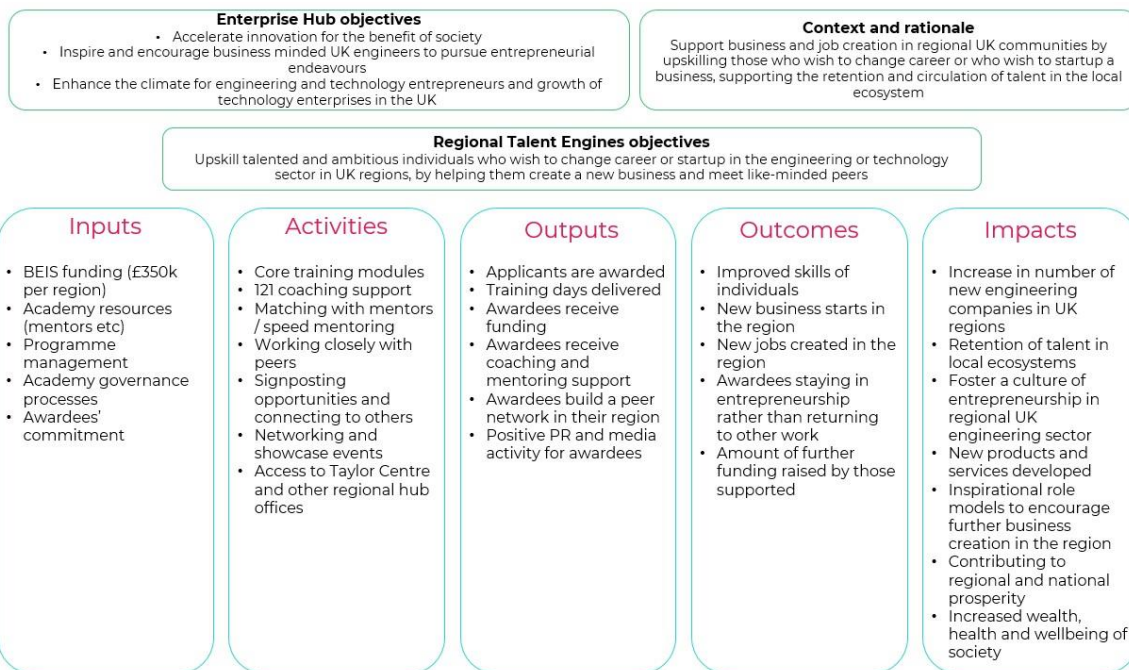 Enterprise Hub objectives
• Accelerate innovation for the benefit of society
• Inspire and encourage business minded UK engineers to pursue entrepreneurial
endeavours
• Enhance the climate for engineering and technology entrepreneurs and growth of
technology enterprises in the UK
Context and rationale
Support business and job creation in regional UK communities by
upskilling those who wish to change career or who wish to startup a
business, supporting the retention and circulation of talent in the local
ecosystem
Regional Talent Engines objectives
Upskill talented and ambitious individuals who wish to change career or startup in the engineering or technology
sector in UK regions, by helping them create a new business and meet like-minded peers
Inputs
• BEIS funding (£350k
per region)
• Academy resources
(mentors etc)
• Programme
management
• Academy governance
processes
• Awardees’
commitment
Activities
• Core training modules
• 121 coaching support
• Matching with mentors
/ speed mentoring
• Working closely with
peers
• Signposting
opportunities and
connecting to others
• Networking and
showcase events
• Access to Taylor Centre
and other regional hub
offices
Outputs
• Applicants are awarded
• Training days delivered
• Awardees receive
funding
• Awardees receive
coaching and
mentoring support
• Awardees build a peer
network in their region
• Positive PR and media
activity for awardees
Outcomes
• Improved skills of
individuals
• New business starts in
the region
• New jobs created in the
region
• Awardees staying in
entrepreneurship
rather than returning
to other work
• Amount of further
funding raised by those
supported
Impacts
• Increase in number of
new engineering
companies in UK
regions
• Retention of talent in
local ecosystems
• Foster a culture of
entrepreneurship in
regional UK
engineering sector
• New products and
services developed
• Inspirational role
models to encourage
further business
creation in the region
• Contributing to
regional and national
prosperity
• Increased wealth,
health and wellbeing of
society